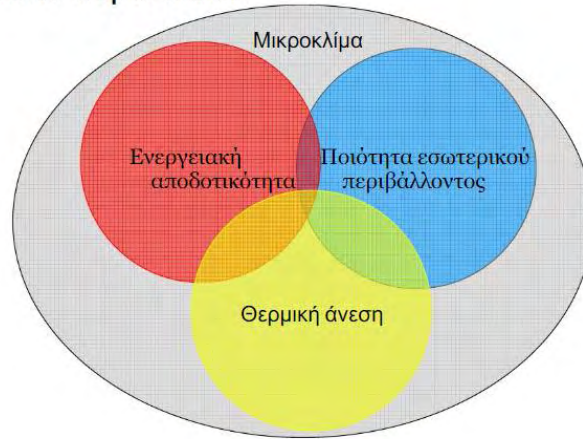 Μικροκλίμα
Ενεργειακή
αποδοτικότητα
Ποιότητα εσωτερικού
περιβάλλοντος
Θερμική άνεση